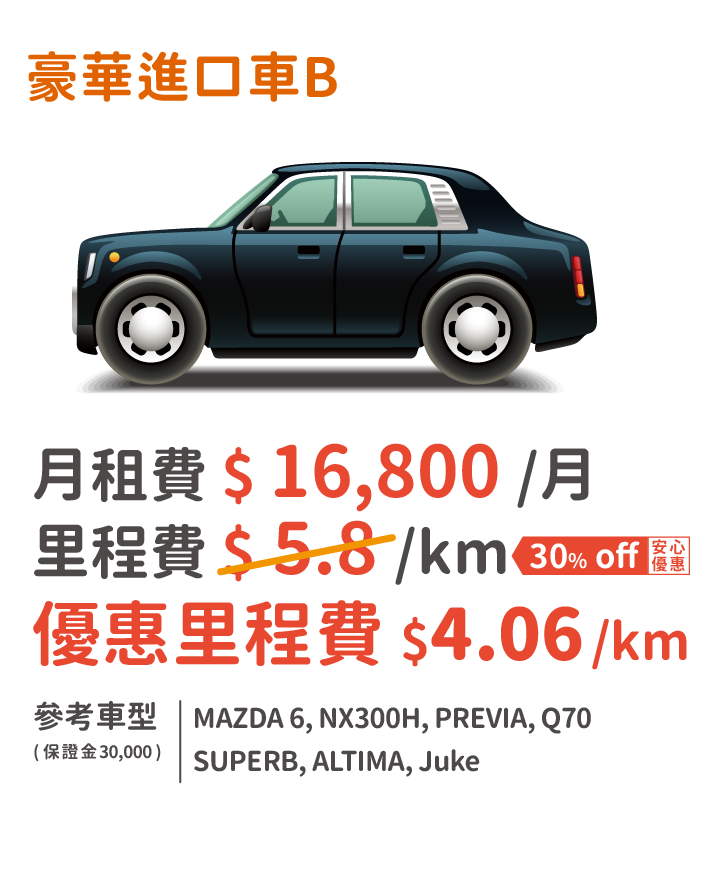 豪華進口車B
月租費 $ 16,800 /月
里程費 $ 5.8 /km 30% off 安心優惠
優惠里程費 $4.06/km
參考車型
(保證金30,000)
MAZDA 6, NX300H, PREVIA, Q70
SUPERB, ALTIMA, Juke